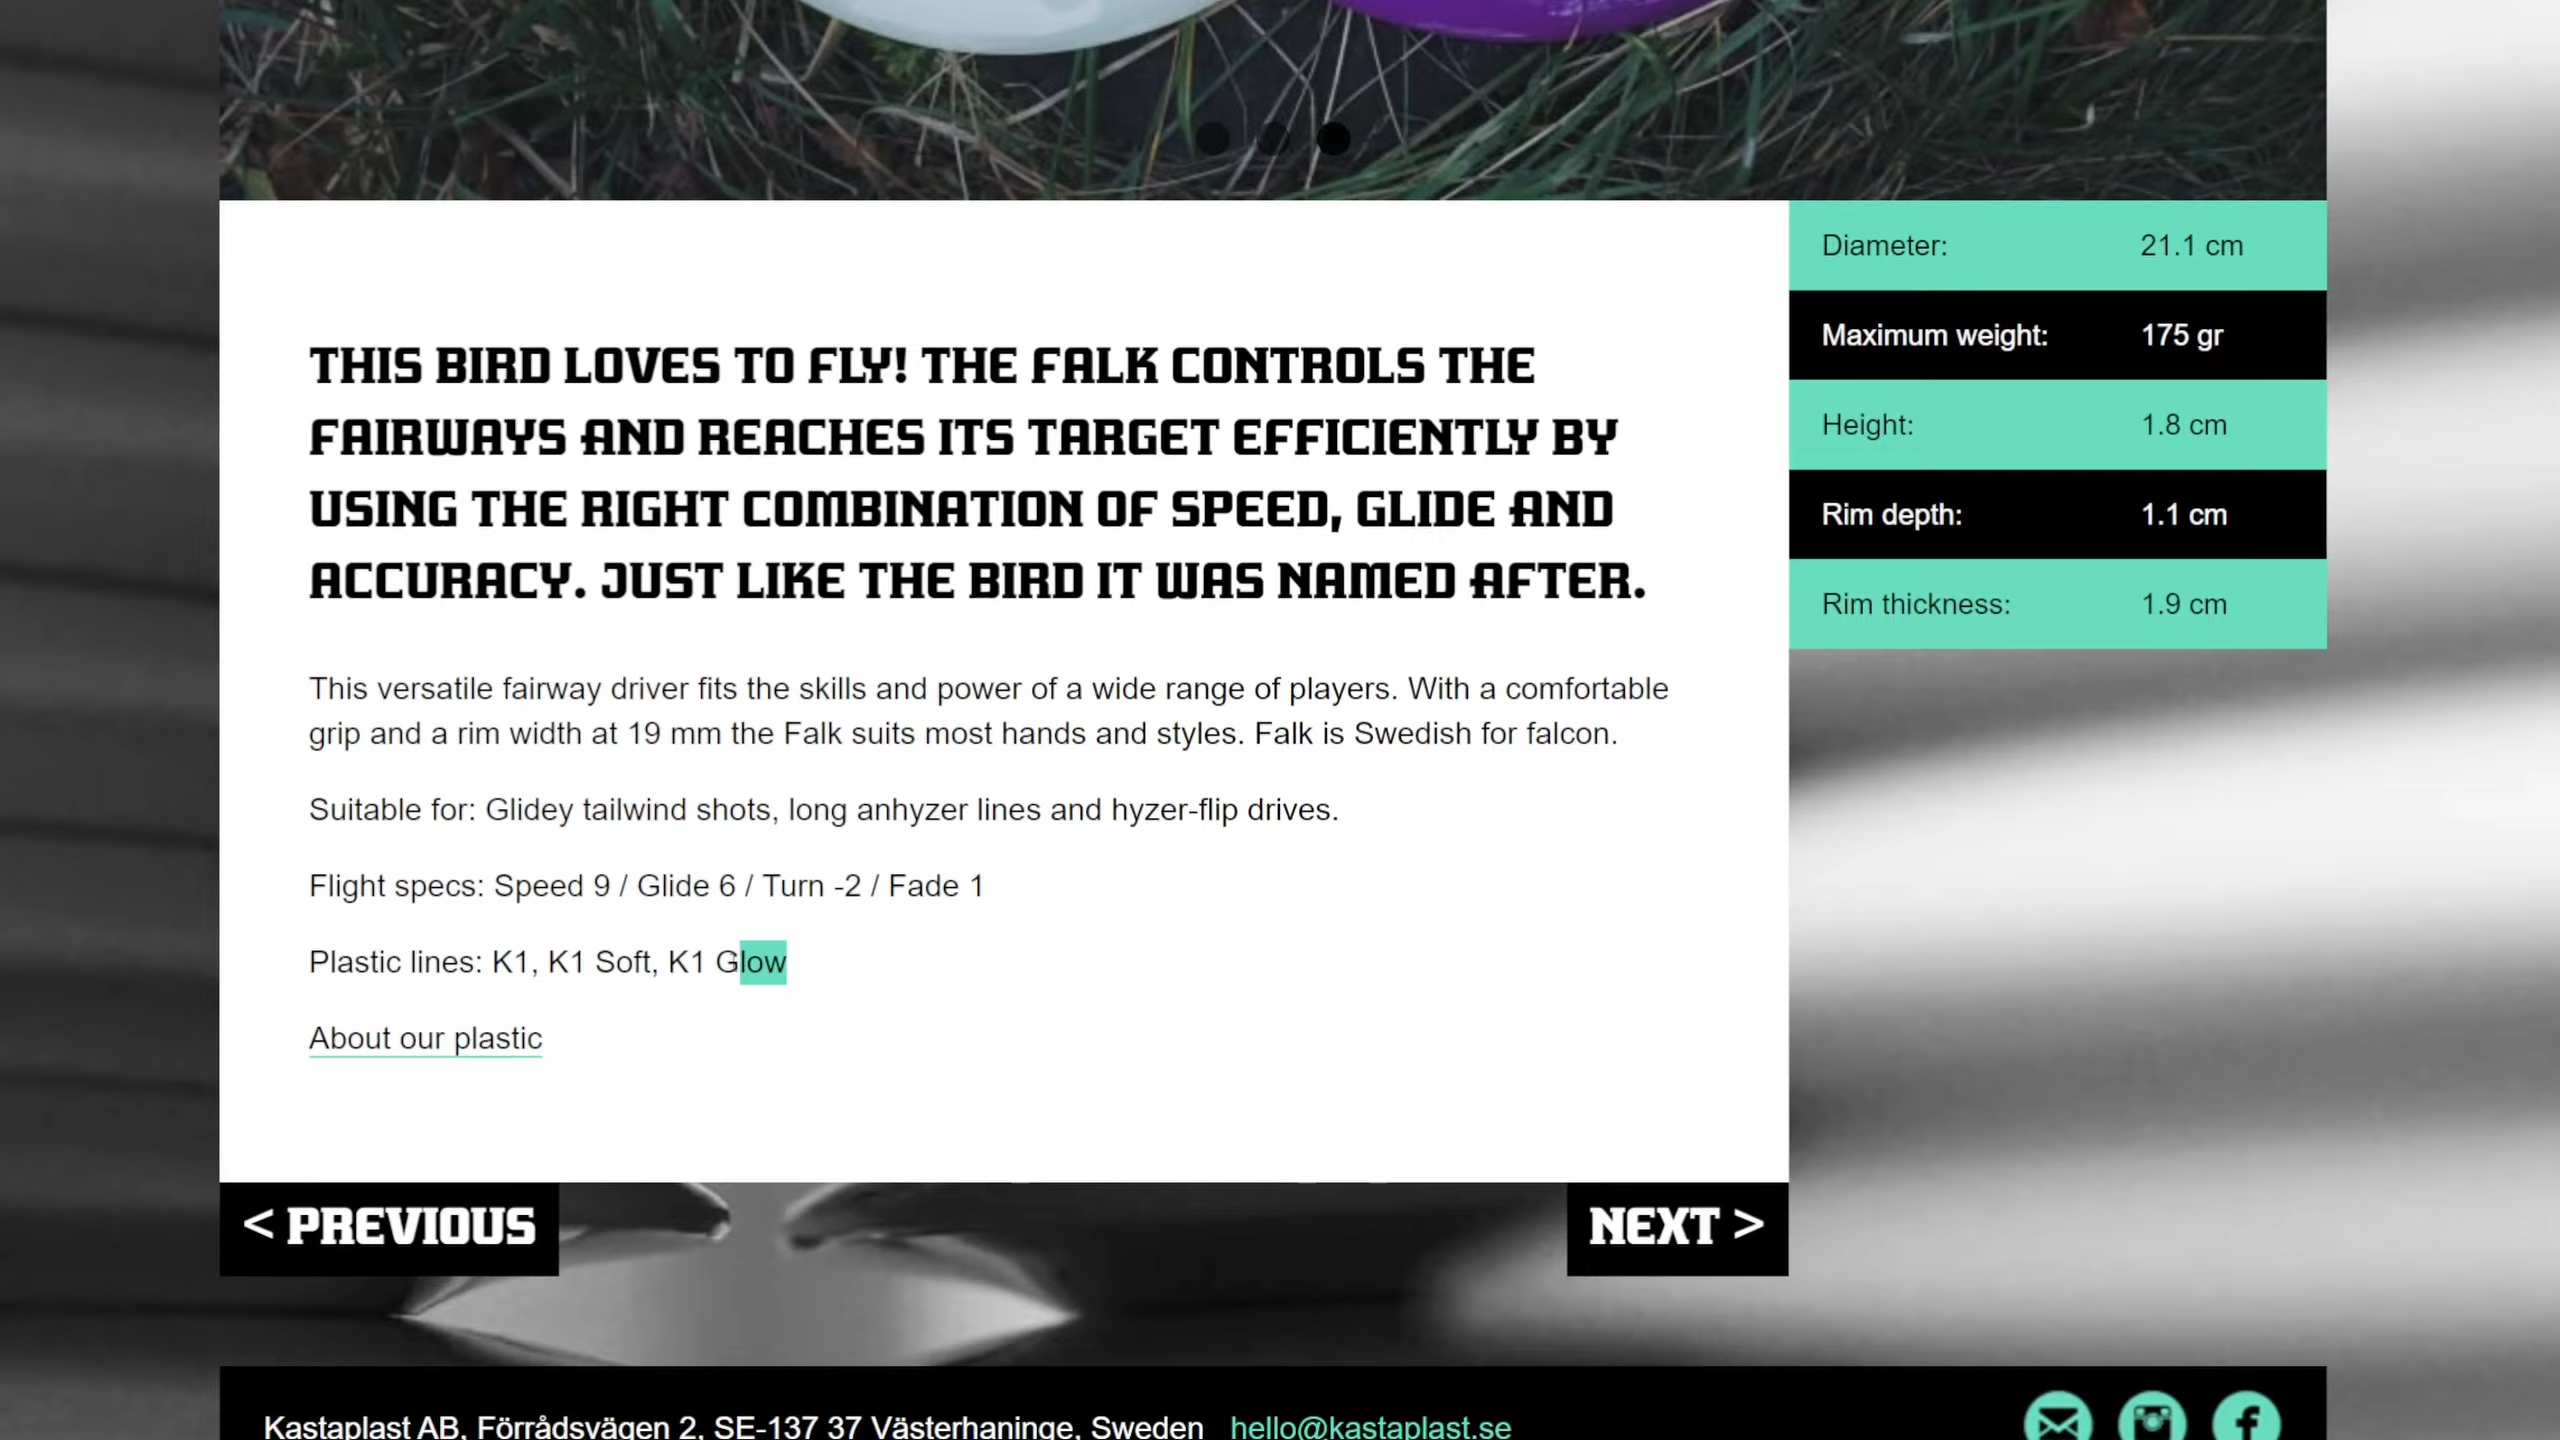 Diameter: 21.1 cm
Maximum weight: 175 gr
Height: 1.8 cm
Rim depth: 1.1 cm
Rim thickness: 1.9 cm
THIS BIRD LOVES TO FLY! THE FALK CONTROLS THE
FAIRWAYS AND REACHES ITS TARGET EFFICIENTLY BY
USING THE RIGHT COMBINATION OF SPEED, GLIDE AND
ACCURACY. JUST LIKE THE BIRD IT WAS NAMED AFTER.
This versatile fairway driver fits the skills and power of a wide range of players. With a comfortable
grip and a rim width at 19 mm the Falk suits most hands and styles. Falk is Swedish for falcon.
Suitable for: Glidey tailwind shots, long anhyzer lines and hyzer-flip drives.
Flight specs: Speed 9 / Glide 6 / Turn -2 / Fade 1
Plastic lines: K1, K1 Soft, K1 Glow
About our plastic
< PREVIOUS
NEXT >
Kastaplast AB, Förrådsvägen 2, SE-137 37 Västerhaninge, Sweden hello@kastaplast.se